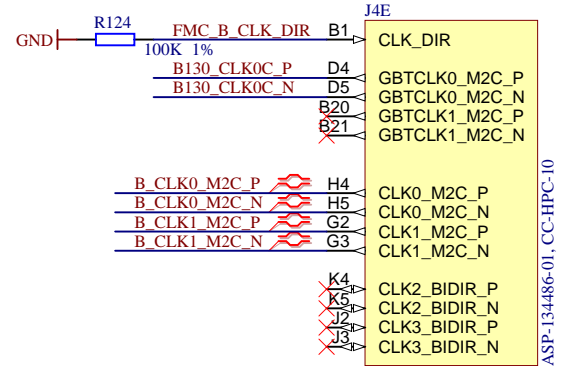 J4E
R124
GND
100K 1%
FMC_B_CLK_DIR B1 CLK_DIR
B130_CLK0C_P D4 GBTCLK0_M2C_P
B130_CLK0C_N D5 GBTCLK0_M2C_N
B20 GBTCLK1_M2C_P
B21 GBTCLK1_M2C_N
B_CLK0_M2C_P H4 CLK0_M2C_P
B_CLK0_M2C_N H5 CLK0_M2C_N
B_CLK1_M2C_P G2 CLK1_M2C_P
B_CLK1_M2C_N G3 CLK1_M2C_N
K4 CLK2_BIDIR_P
K5 CLK2_BIDIR_N
J2 CLK3_BIDIR_P
J3 CLK3_BIDIR_N
ASP-134486-01, CC-HPC-10